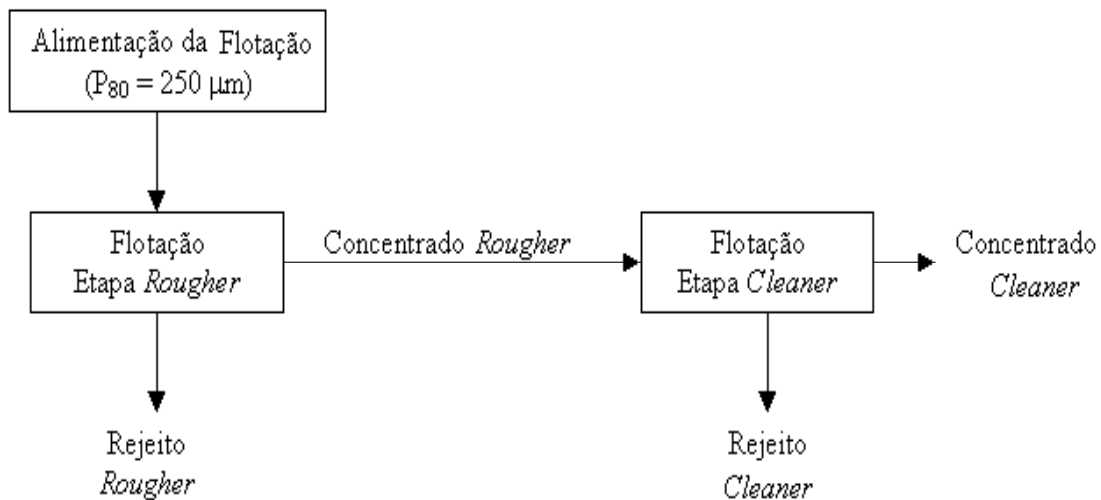 Alimentação da Flotação
(P80 = 250 μm)
Flotação
Etapa Rougher
Concentrado Rougher
Flotação
Etapa Cleaner
Concentrado
Cleaner
Rejeito
Rougher
Rejeito
Cleaner